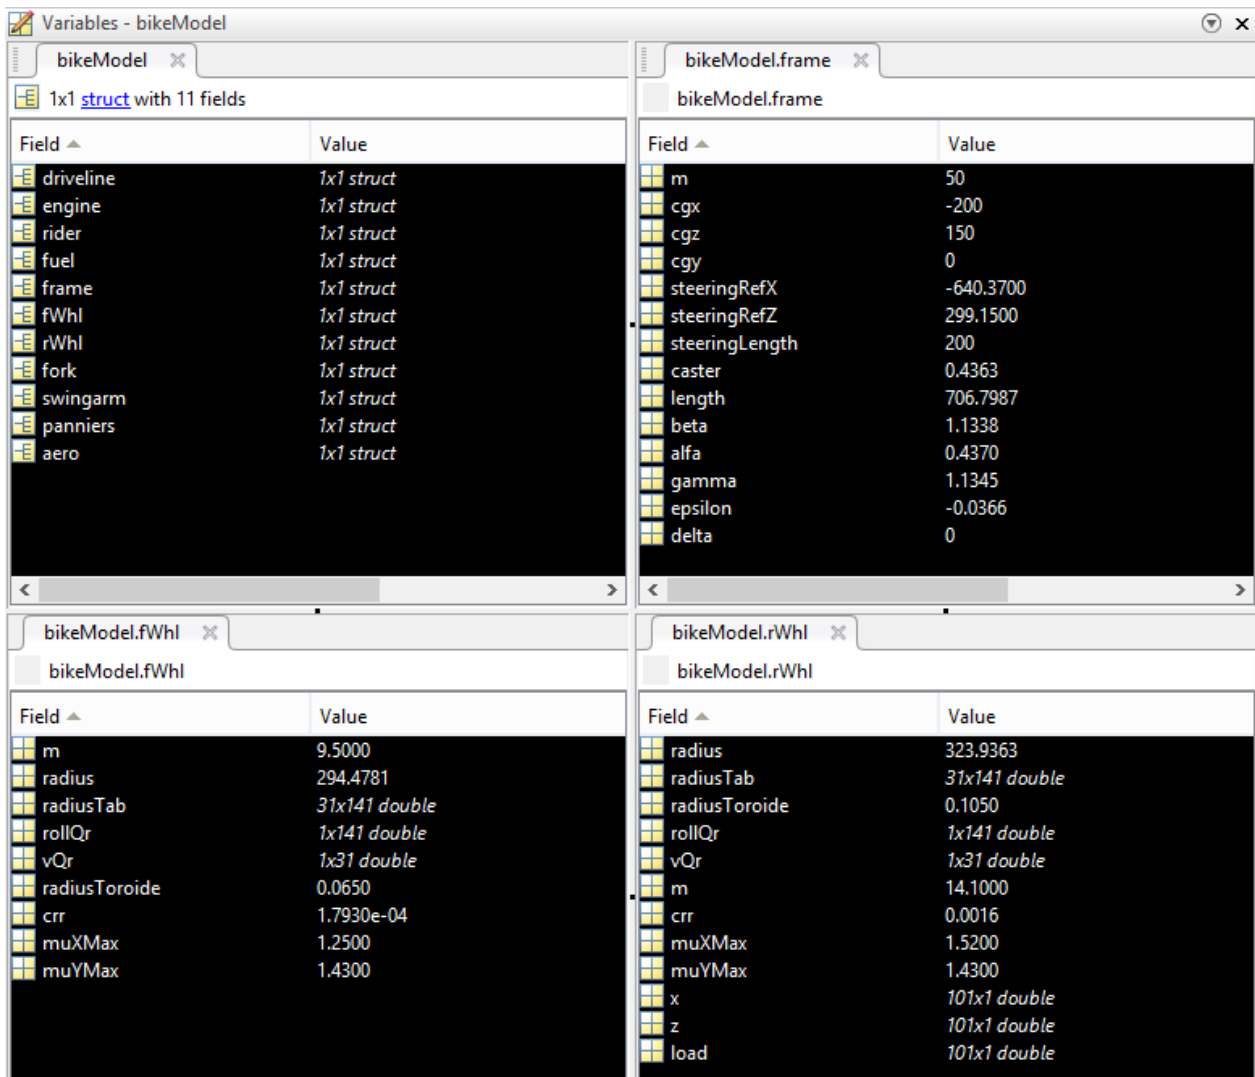 Variables - bikeModel
bikeModel
1x1 struct with 11 fields
Field Value
driveline 1x1 struct
engine 1x1 struct
rider 1x1 struct
fuel 1x1 struct
frame 1x1 struct
fWhl 1x1 struct
rWhl 1x1 struct
fork 1x1 struct
swingarm 1x1 struct
panniers 1x1 struct
aero 1x1 struct
bikeModel.frame
bikeModel.frame
Field Value
m 50
cgx -200
cgz 150
cgy 0
steeringRefX -640.3700
steeringRefZ 299.1500
steeringLength 200
caster 0.4363
length 706.7987
beta 1.1338
alfa 0.4370
gamma 1.1345
epsilon -0.0366
delta 0
bikeModel.fWhl
bikeModel.fWhl
Field Value
m 9.5000
radius 294.4781
radiusTab 31x141 double
rollQr 1x141 double
vQr 1x31 double
radiusToroide 0.0650
crr 1.7930e-04
muXMax 1.2500
muYMax 1.4300
bikeModel.rWhl
bikeModel.rWhl
Field Value
radius 323.9363
radiusTab 31x141 double
radiusToroide 0.1050
rollQr 1x141 double
vQr 1x31 double
m 14.1000
crr 0.0016
muXMax 1.5200
muYMax 1.4300
x 101x1 double
z 101x1 double
load 101x1 double